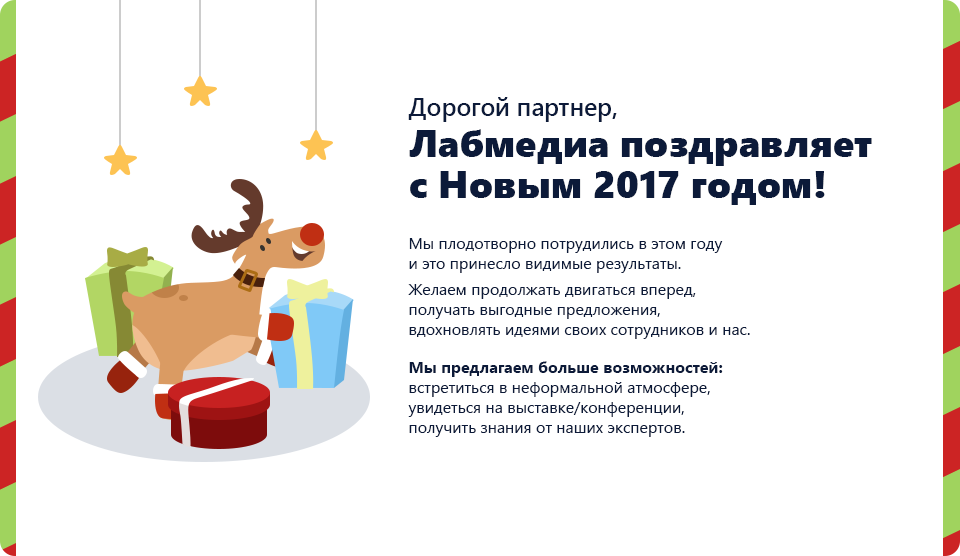 Дорогой партнер,
Лабмедиа поздравляет
с Новым 2017 годом!
Мы плодотворно потрудились в этом году
и это принесло видимые результаты.
Желаем продолжать двигаться вперед,
получать выгодные предложения,
вдохновлять идеями своих сотрудников и нас.
Мы предлагаем больше возможностей:
встретиться в неформальной атмосфере,
увидеться на выставке/конференции,
получить знания от наших экспертов.